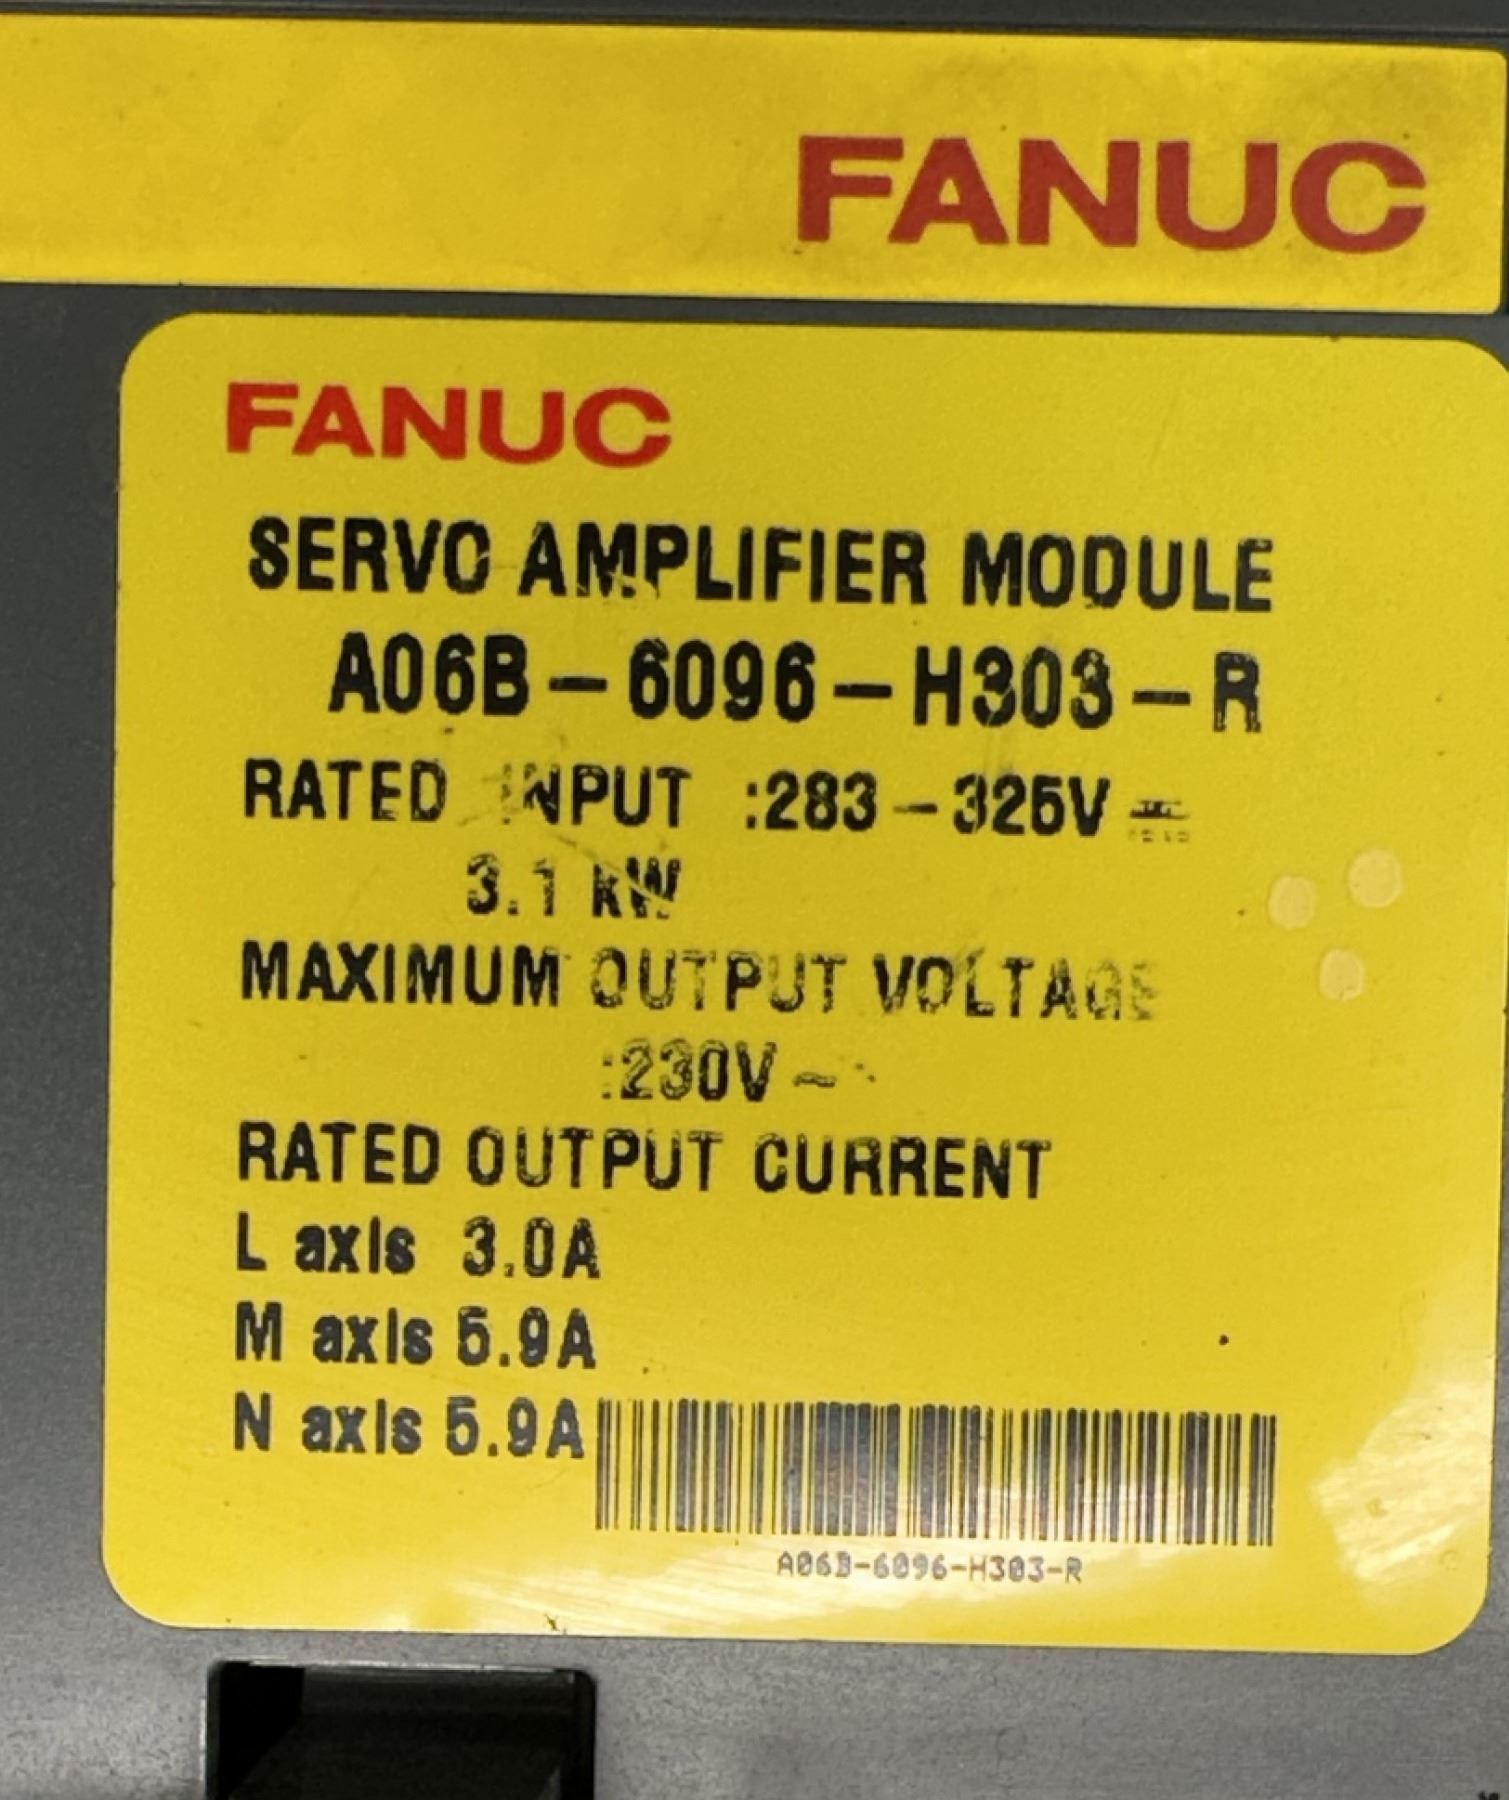 FANUC
FANUC
SERVO AMPLIFIER MODULE
A06B-6096-H303-R
RATED INPUT :283-325V ⎓
3.1 kW
MAXIMUM OUTPUT VOLTAGE
:230V ~
RATED OUTPUT CURRENT
L axis 3.0A
M axis 5.9A
N axis 5.9A
A06B-6096-H303-R